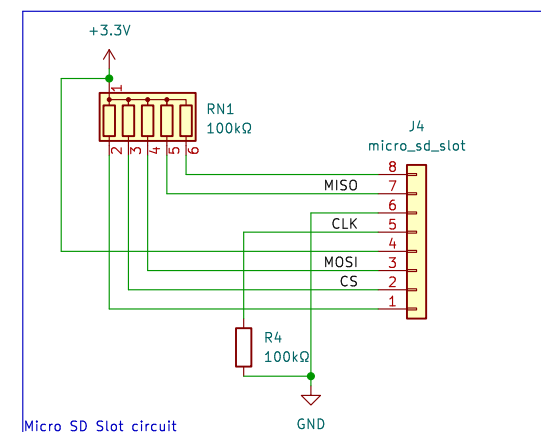 +3.3V
1
RN1
100kΩ
2 3 4 5 6
J4
micro_sd_slot
8
MISO 7
6
CLK 5
4
MOSI 3
CS 2
1
R4
100kΩ
GND
Micro SD Slot circuit